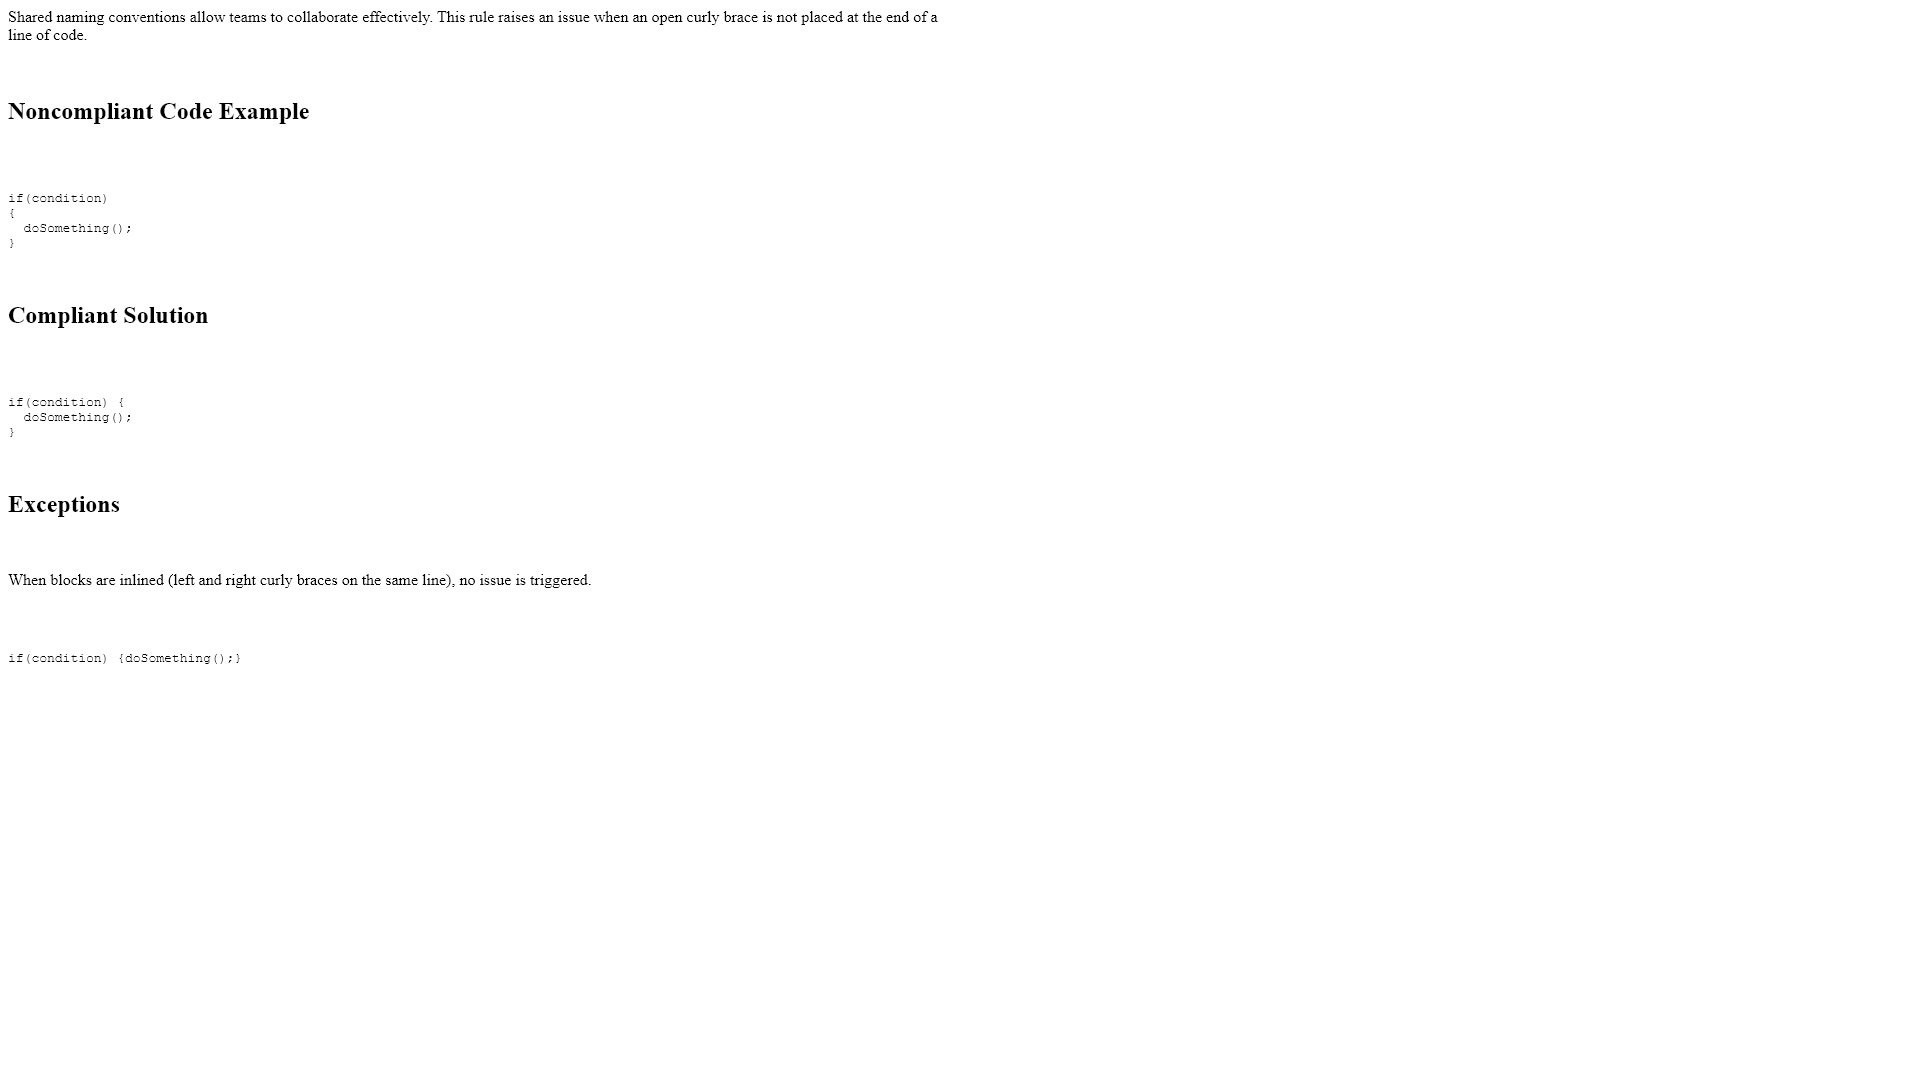 Shared naming conventions allow teams to collaborate effectively. This rule raises an issue when an open curly brace is not placed at the end of a
line of code.
Noncompliant Code Example
if(condition)
{
  doSomething();
}
Compliant Solution
if(condition) {
  doSomething();
}
Exceptions
When blocks are inlined (left and right curly braces on the same line), no issue is triggered.
if(condition) {doSomething();}